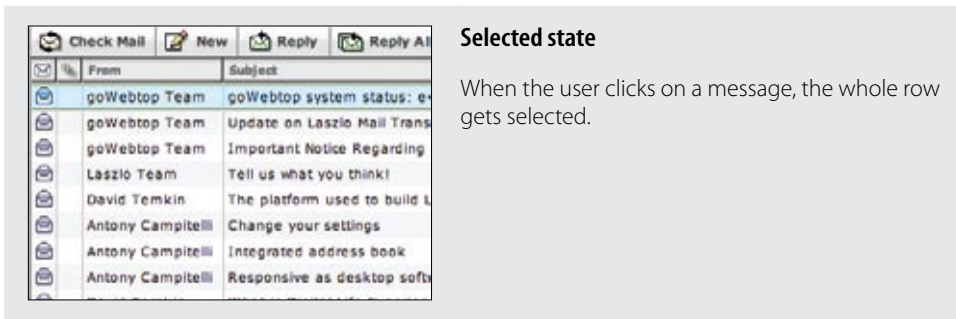 Check Mail New Reply Reply Al
From Subject
goWebtop Team goWebtop system status: e
goWebtop Team Update on Laszlo Mail Trans
goWebtop Team Important Notice Regarding
Laszlo Team Tell us what you think!
David Temkin The platform used to build L
Antony Campitelli Change your settings
Antony Campitelli Integrated address book
Antony Campitelli Responsive as desktop softw
Selected state
When the user clicks on a message, the whole row
gets selected.